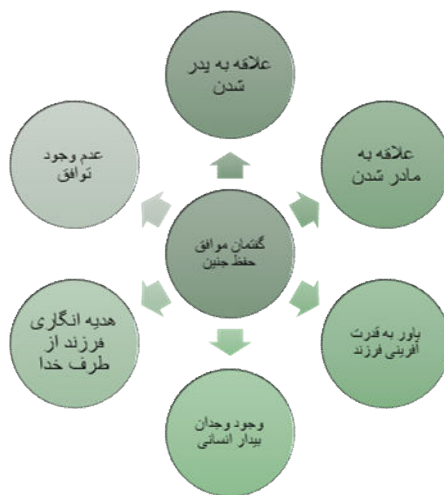 علاقه به پدر
شدن
علاقه به
مادر شدن
باور به قدرت
آفرینی فرزند
وجود وجدان
بیدار انسانی
هدیه انگاری
فرزند از
طرف خدا
عدم وجود
توافق
گفتمان موافق
حفظ جنین